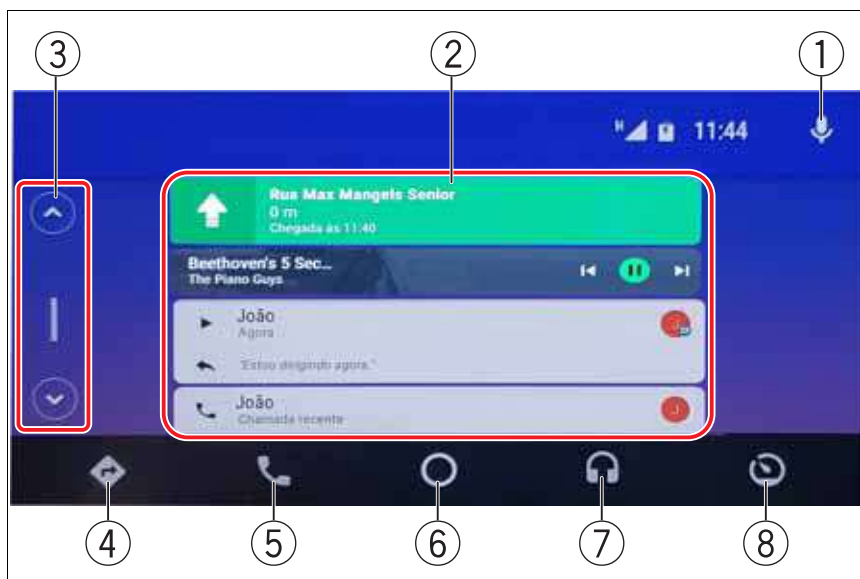 ③ ② ①
H 11:44
Rua Max Mangels Senior
0 m
Chegada às 11:40
Beethoven's 5 Sec...
The Piano Guys
João
Agora
J
"Estou dirigindo agora."
João
Chamada recente
J
④ ⑤ ⑥ ⑦ ⑧